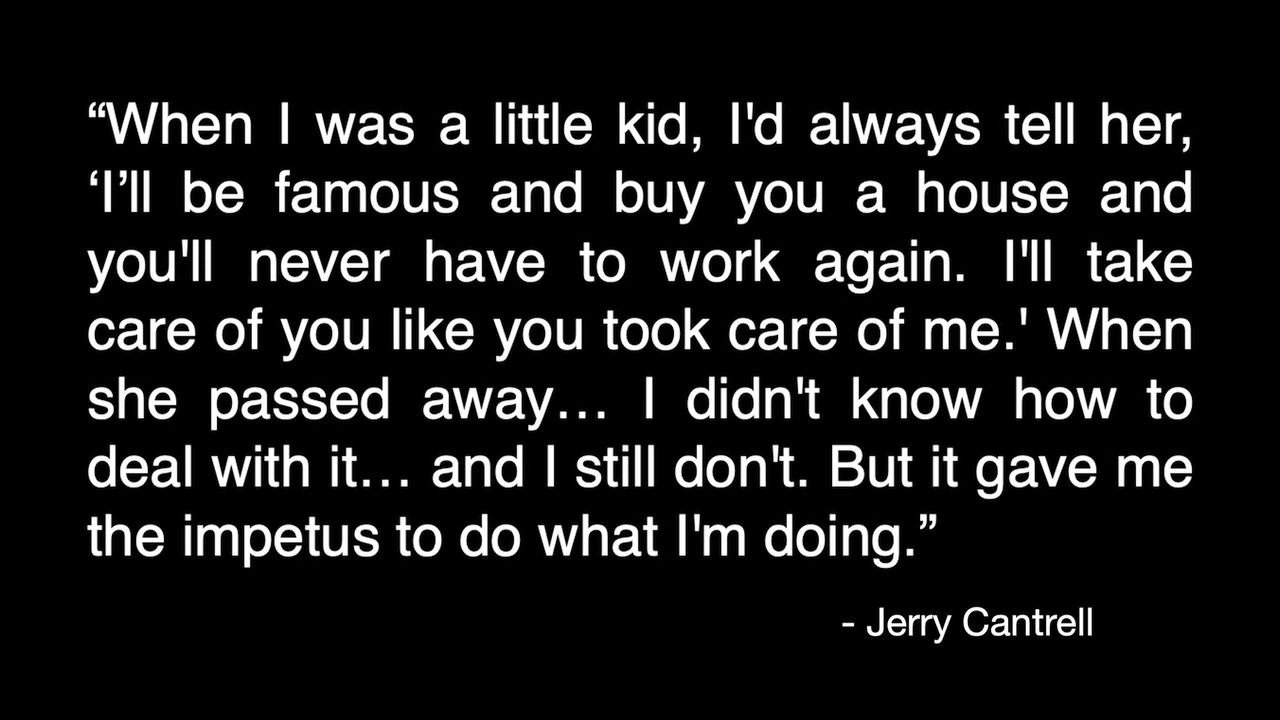 “When I was a little kid, I'd always tell her,
‘I’ll be famous and buy you a house and
you'll never have to work again. I'll take
care of you like you took care of me.' When
she passed away… I didn't know how to
deal with it… and I still don't. But it gave me
the impetus to do what I'm doing.”
- Jerry Cantrell